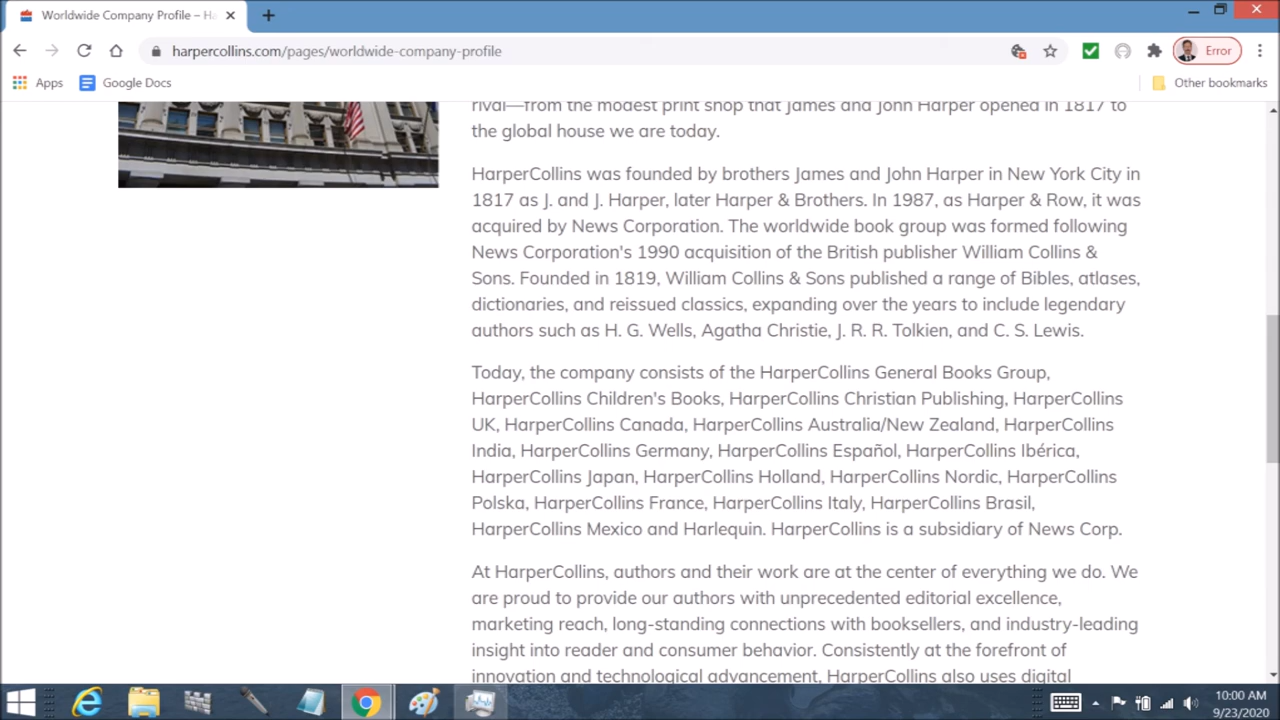 Worldwide Company Profile – Ha
harpercollins.com/pages/worldwide-company-profile
Error
Apps
Google Docs
Other bookmarks
rival—from the modest print shop that James and John Harper opened in 1817 to
the global house we are today.
HarperCollins was founded by brothers James and John Harper in New York City in
1817 as J. and J. Harper, later Harper & Brothers. In 1987, as Harper & Row, it was
acquired by News Corporation. The worldwide book group was formed following
News Corporation's 1990 acquisition of the British publisher William Collins &
Sons. Founded in 1819, William Collins & Sons published a range of Bibles, atlases,
dictionaries, and reissued classics, expanding over the years to include legendary
authors such as H. G. Wells, Agatha Christie, J. R. R. Tolkien, and C. S. Lewis.
Today, the company consists of the HarperCollins General Books Group,
HarperCollins Children's Books, HarperCollins Christian Publishing, HarperCollins
UK, HarperCollins Canada, HarperCollins Australia/New Zealand, HarperCollins
India, HarperCollins Germany, HarperCollins Español, HarperCollins Ibérica,
HarperCollins Japan, HarperCollins Holland, HarperCollins Nordic, HarperCollins
Polska, HarperCollins France, HarperCollins Italy, HarperCollins Brasil,
HarperCollins Mexico and Harlequin. HarperCollins is a subsidiary of News Corp.
At HarperCollins, authors and their work are at the center of everything we do. We
are proud to provide our authors with unprecedented editorial excellence,
marketing reach, long-standing connections with booksellers, and industry-leading
insight into reader and consumer behavior. Consistently at the forefront of
innovation and technological advancement, HarperCollins also uses digital
10:00 AM
9/23/2020